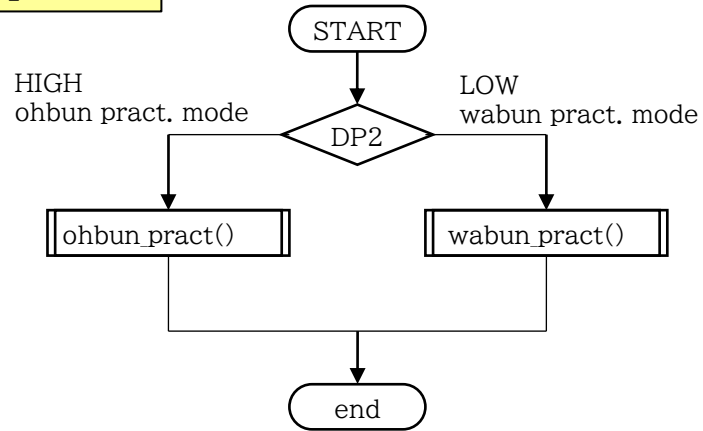 START
HIGH
ohbun pract. mode
LOW
wabun pract. mode
DP2
ohbun_pract()
wabun_pract()
end